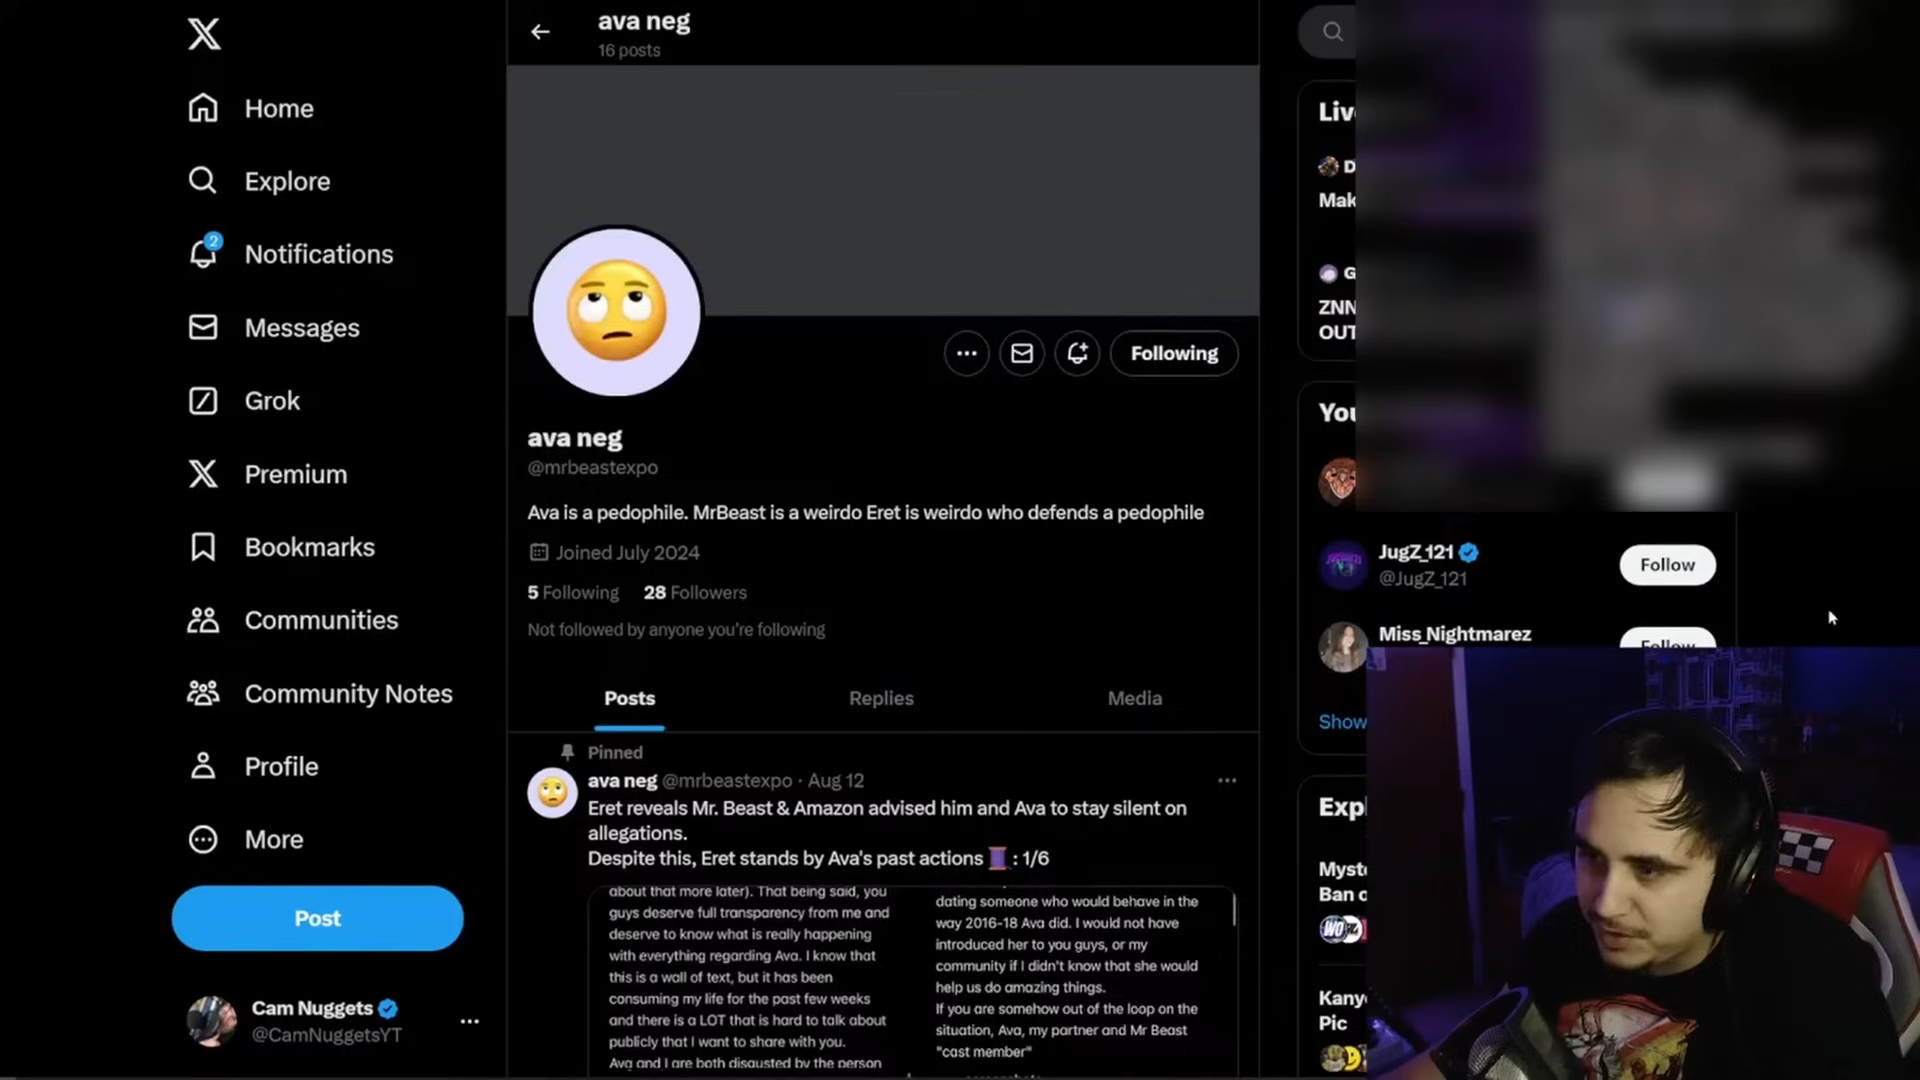 Home
Explore
2
Notifications
Messages
Grok
Premium
Bookmarks
Communities
Community Notes
Profile
More
Post
Cam Nuggets
@CamNuggetsYT
ava neg
16 posts
Following
ava neg
@mrbeastexpo
Ava is a pedophile. MrBeast is a weirdo Eret is weirdo who defends a pedophile
Joined July 2024
5 Following 28 Followers
Not followed by anyone you're following
Posts Replies Media
Pinned
ava neg @mrbeastexpo · Aug 12
Eret reveals Mr. Beast & Amazon advised him and Ava to stay silent on
allegations.
Despite this, Eret stands by Ava's past actions 🧵 : 1/6
about that more later). That being said, you
guys deserve full transparency from me and
deserve to know what is really happening
with everything regarding Ava. I know that
this is a wall of text, but it has been
consuming my life for the past few weeks
and there is a LOT that is hard to talk about
publicly that I want to share with you.
Ava and I are both disgusted by the person
dating someone who would behave in the
way 2016-18 Ava did. I would not have
introduced her to you guys, or my
community if I didn't know that she would
help us do amazing things.
If you are somehow out of the loop on the
situation, Ava, my partner and Mr Beast
"cast member"
Liv
D
Mak
G
ZNN
OUT
You
JugZ_121
@JugZ_121
Follow
Miss_Nightmarez
Follow
Show
Expl
Myste
Ban o
Kany
Pic